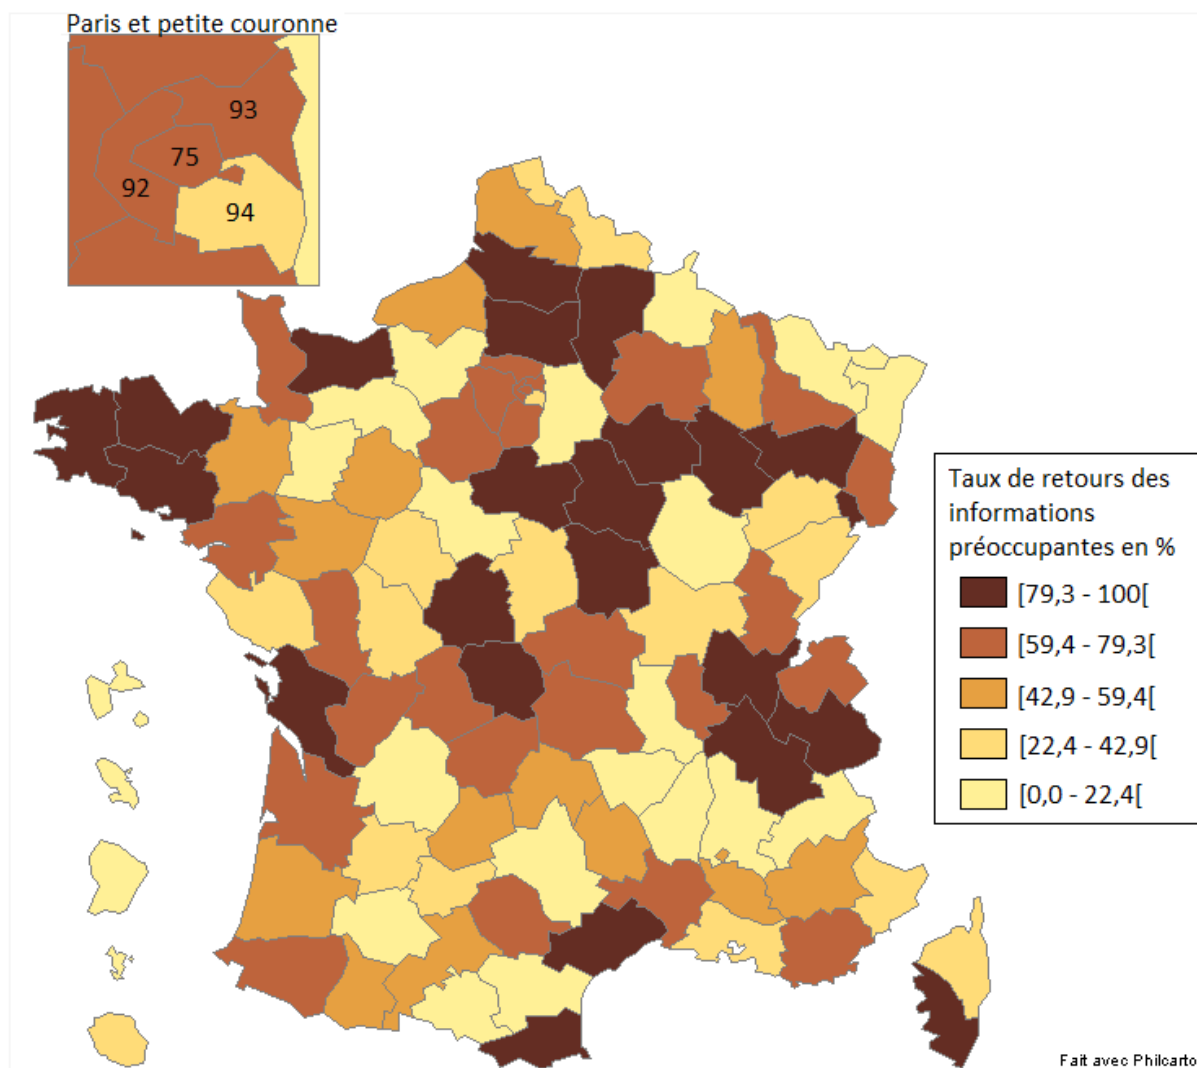 Paris et petite couronne
93
75
92
94
Taux de retours des
informations
préoccupantes en %
[79,3 - 100[
[59,4 - 79,3[
[42,9 - 59,4[
[22,4 - 42,9[
[0,0 - 22,4[
Fait avec Philcarto